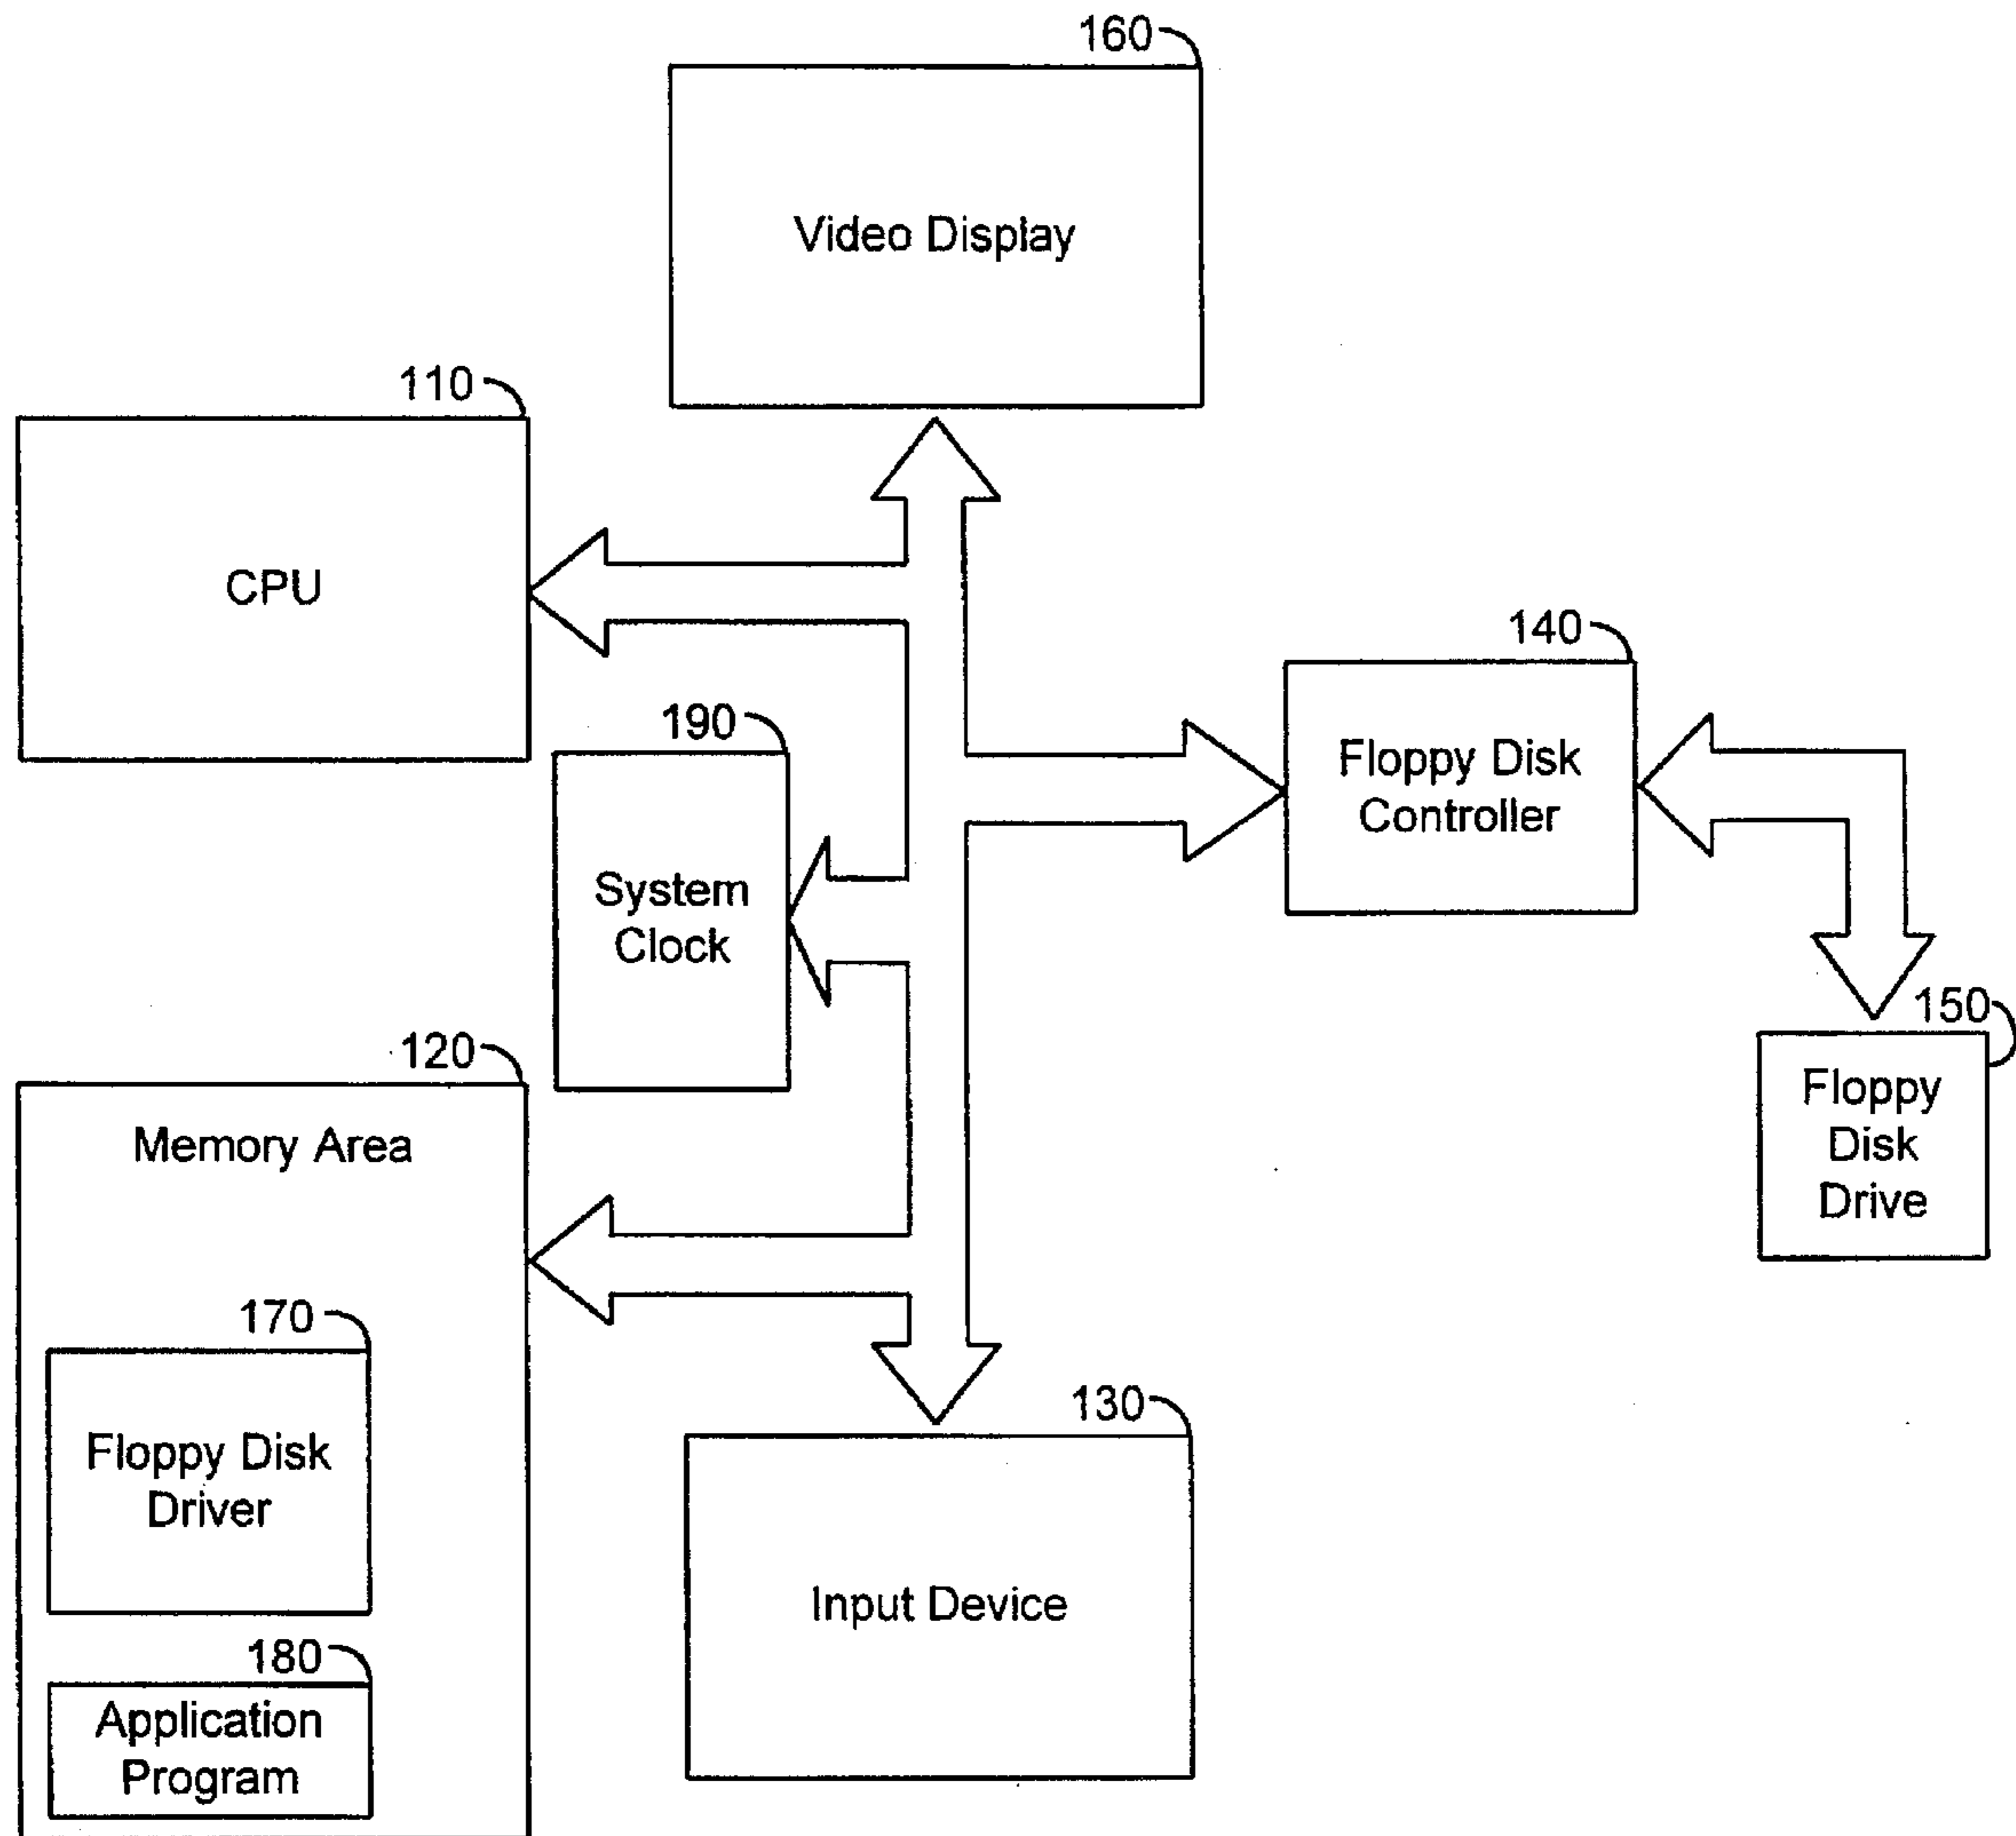 160
Video Display
110
CPU
140
Floppy Disk
Controller
190
System
Clock
150
Floppy
Disk
Drive
120
Memory Area
170
Floppy Disk
Driver
180
Application
Program
130
Input Device